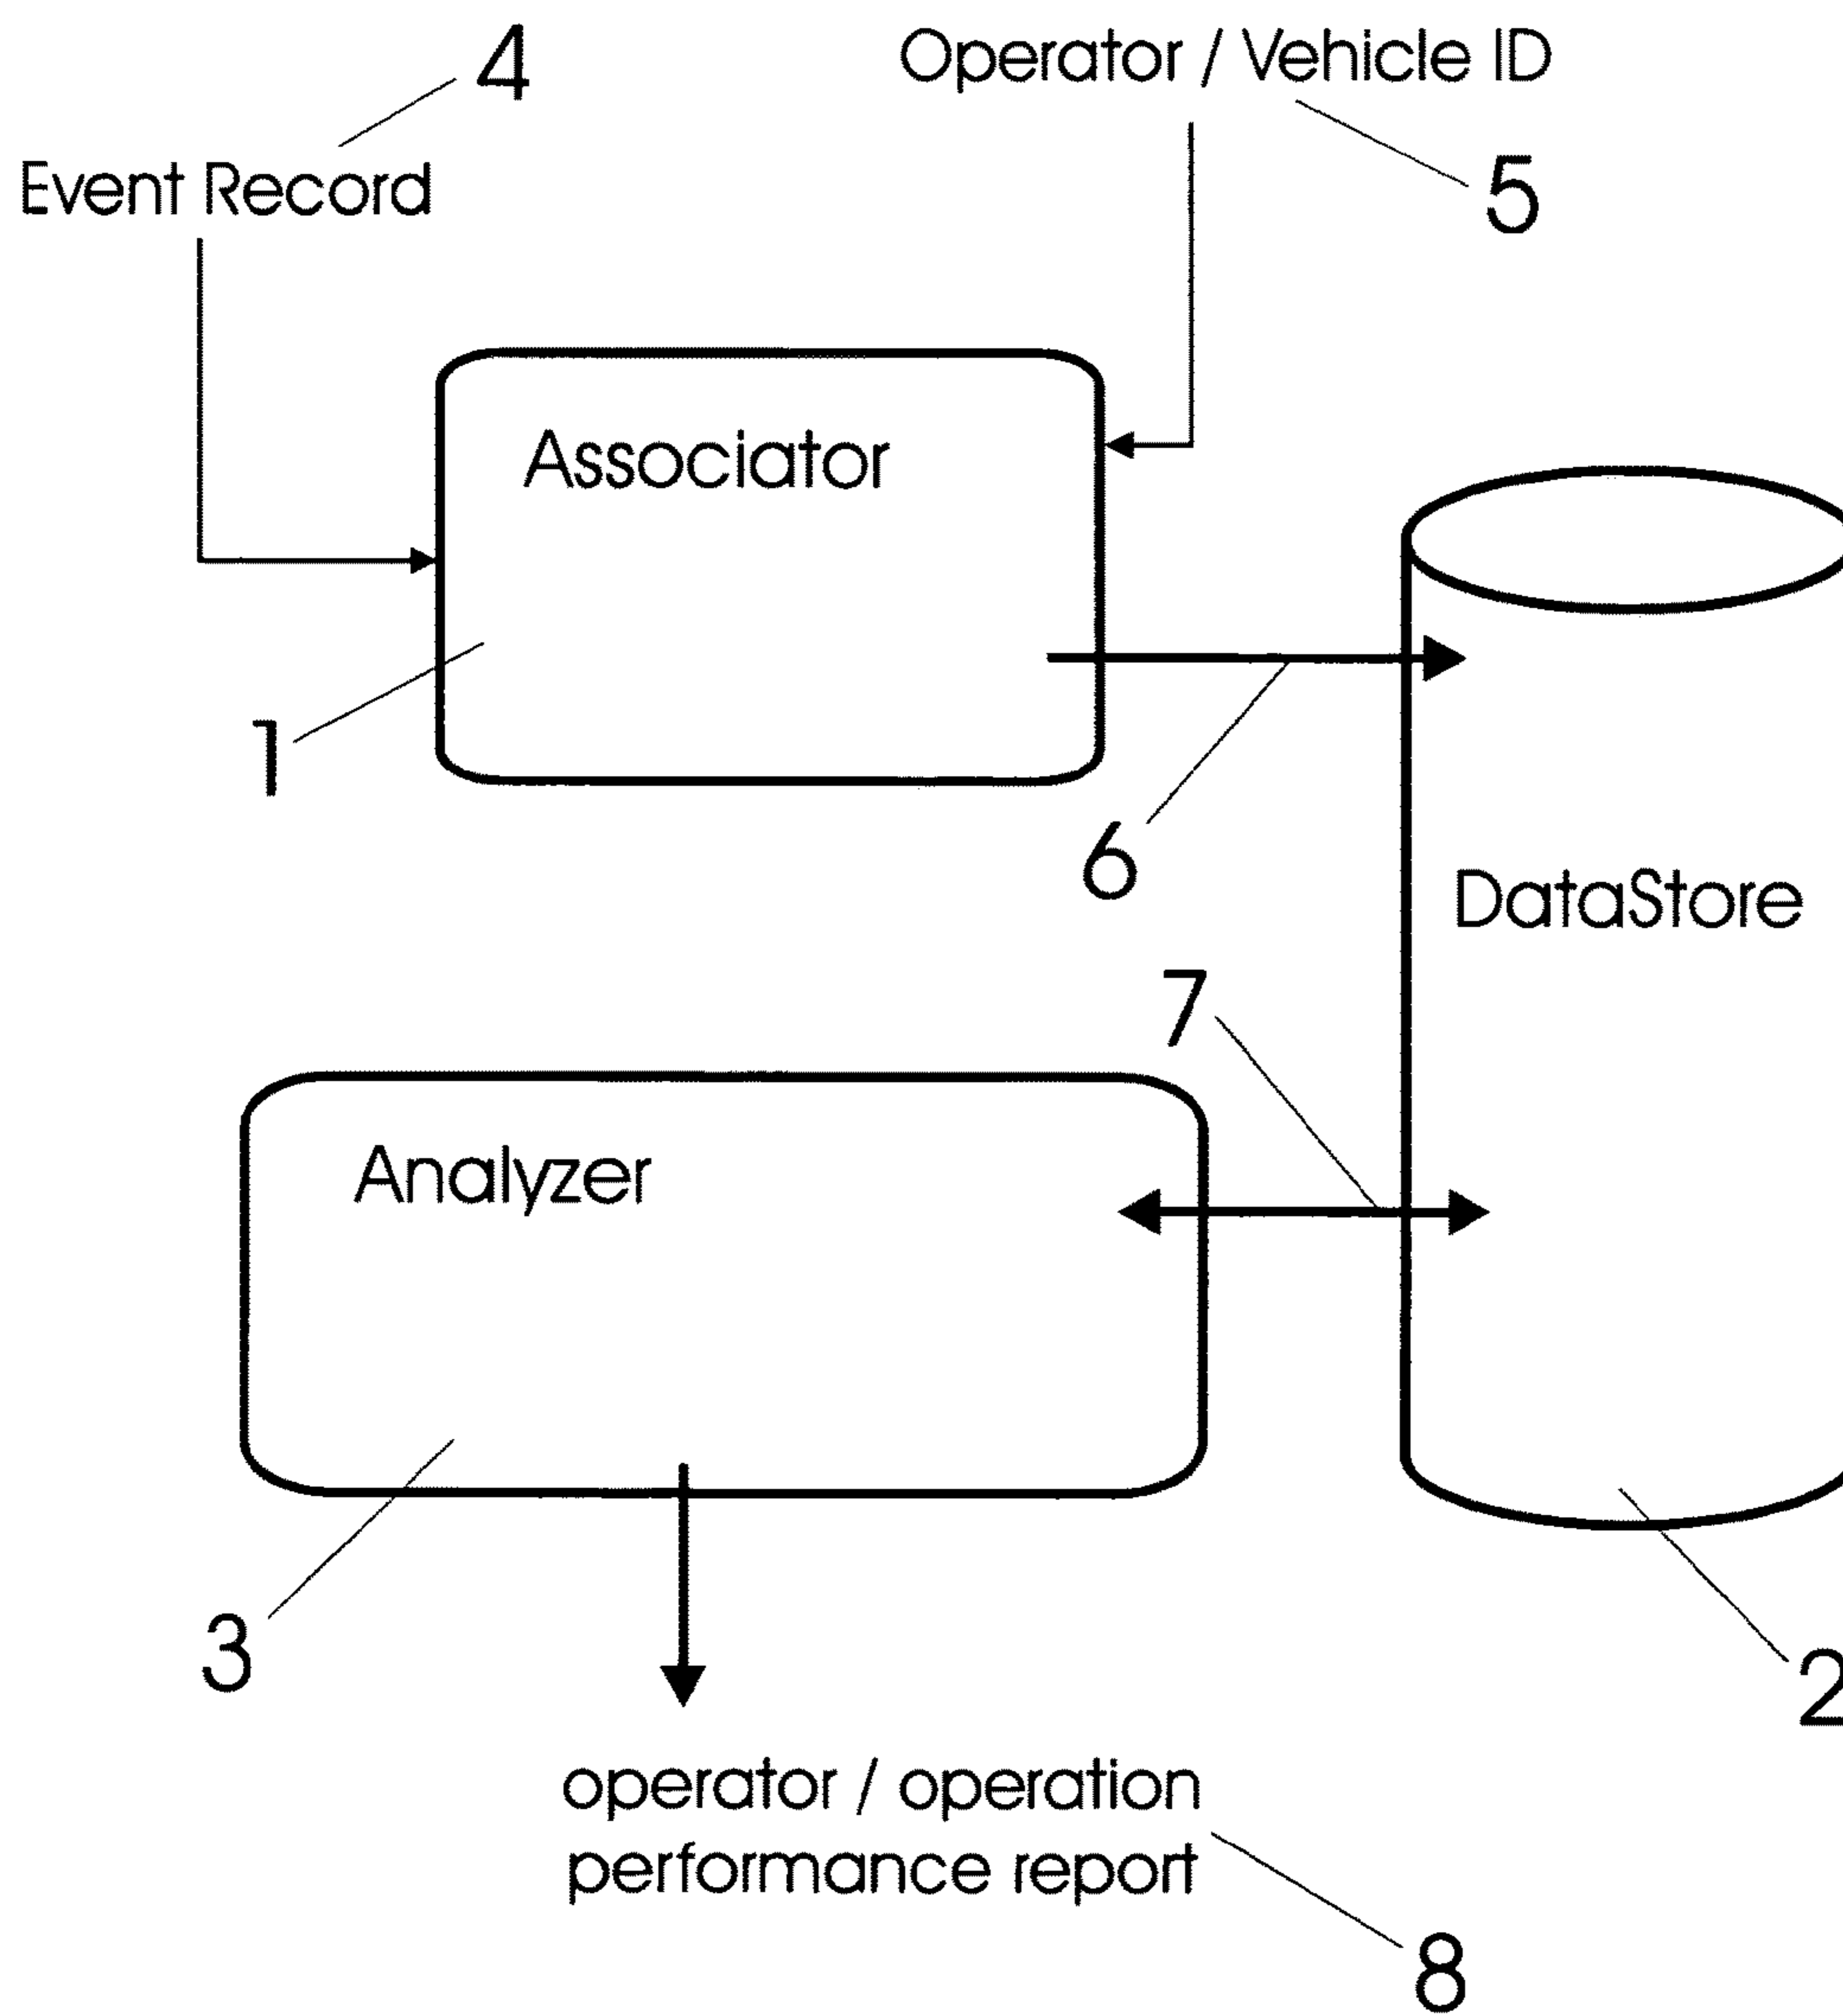 4
Operator / Vehicle ID
Event Record
5
Associator
1
6
DataStore
7
Analyzer
3
2
operator / operation
performance report
8